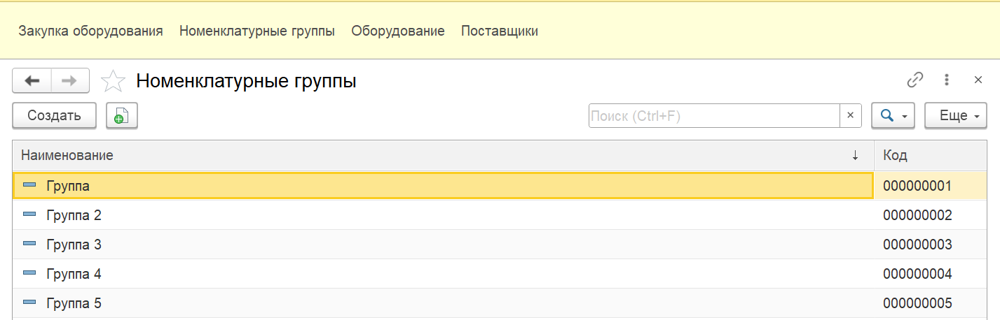 Закупка оборудования Номенклатурные группы Оборудование Поставщики
Номенклатурные группы
Создать Поиск (Ctrl+F) Еще
Наименование Код
Группа 000000001
Группа 2 000000002
Группа 3 000000003
Группа 4 000000004
Группа 5 000000005